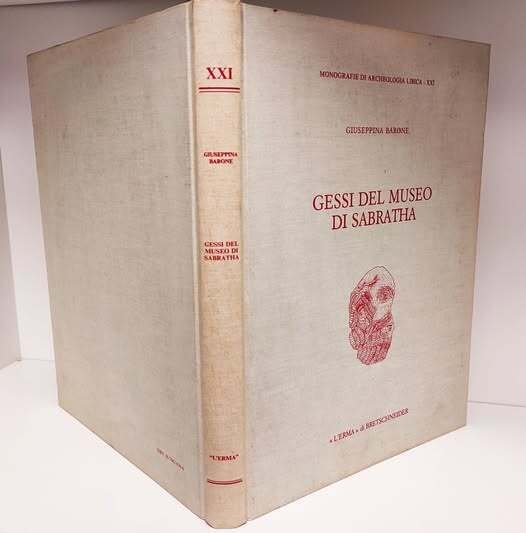 XXI
GIUSEPPINA
BARONE
GESSI DEL
MUSEO DI
SABRATHA
"L'ERMA"
MONOGRAFIE DI ARCHEOLOGIA LIBICA - XXI
GIUSEPPINA BARONE
GESSI DEL MUSEO
DI SABRATHA
« L'ERMA » di BRETSCHNEIDER